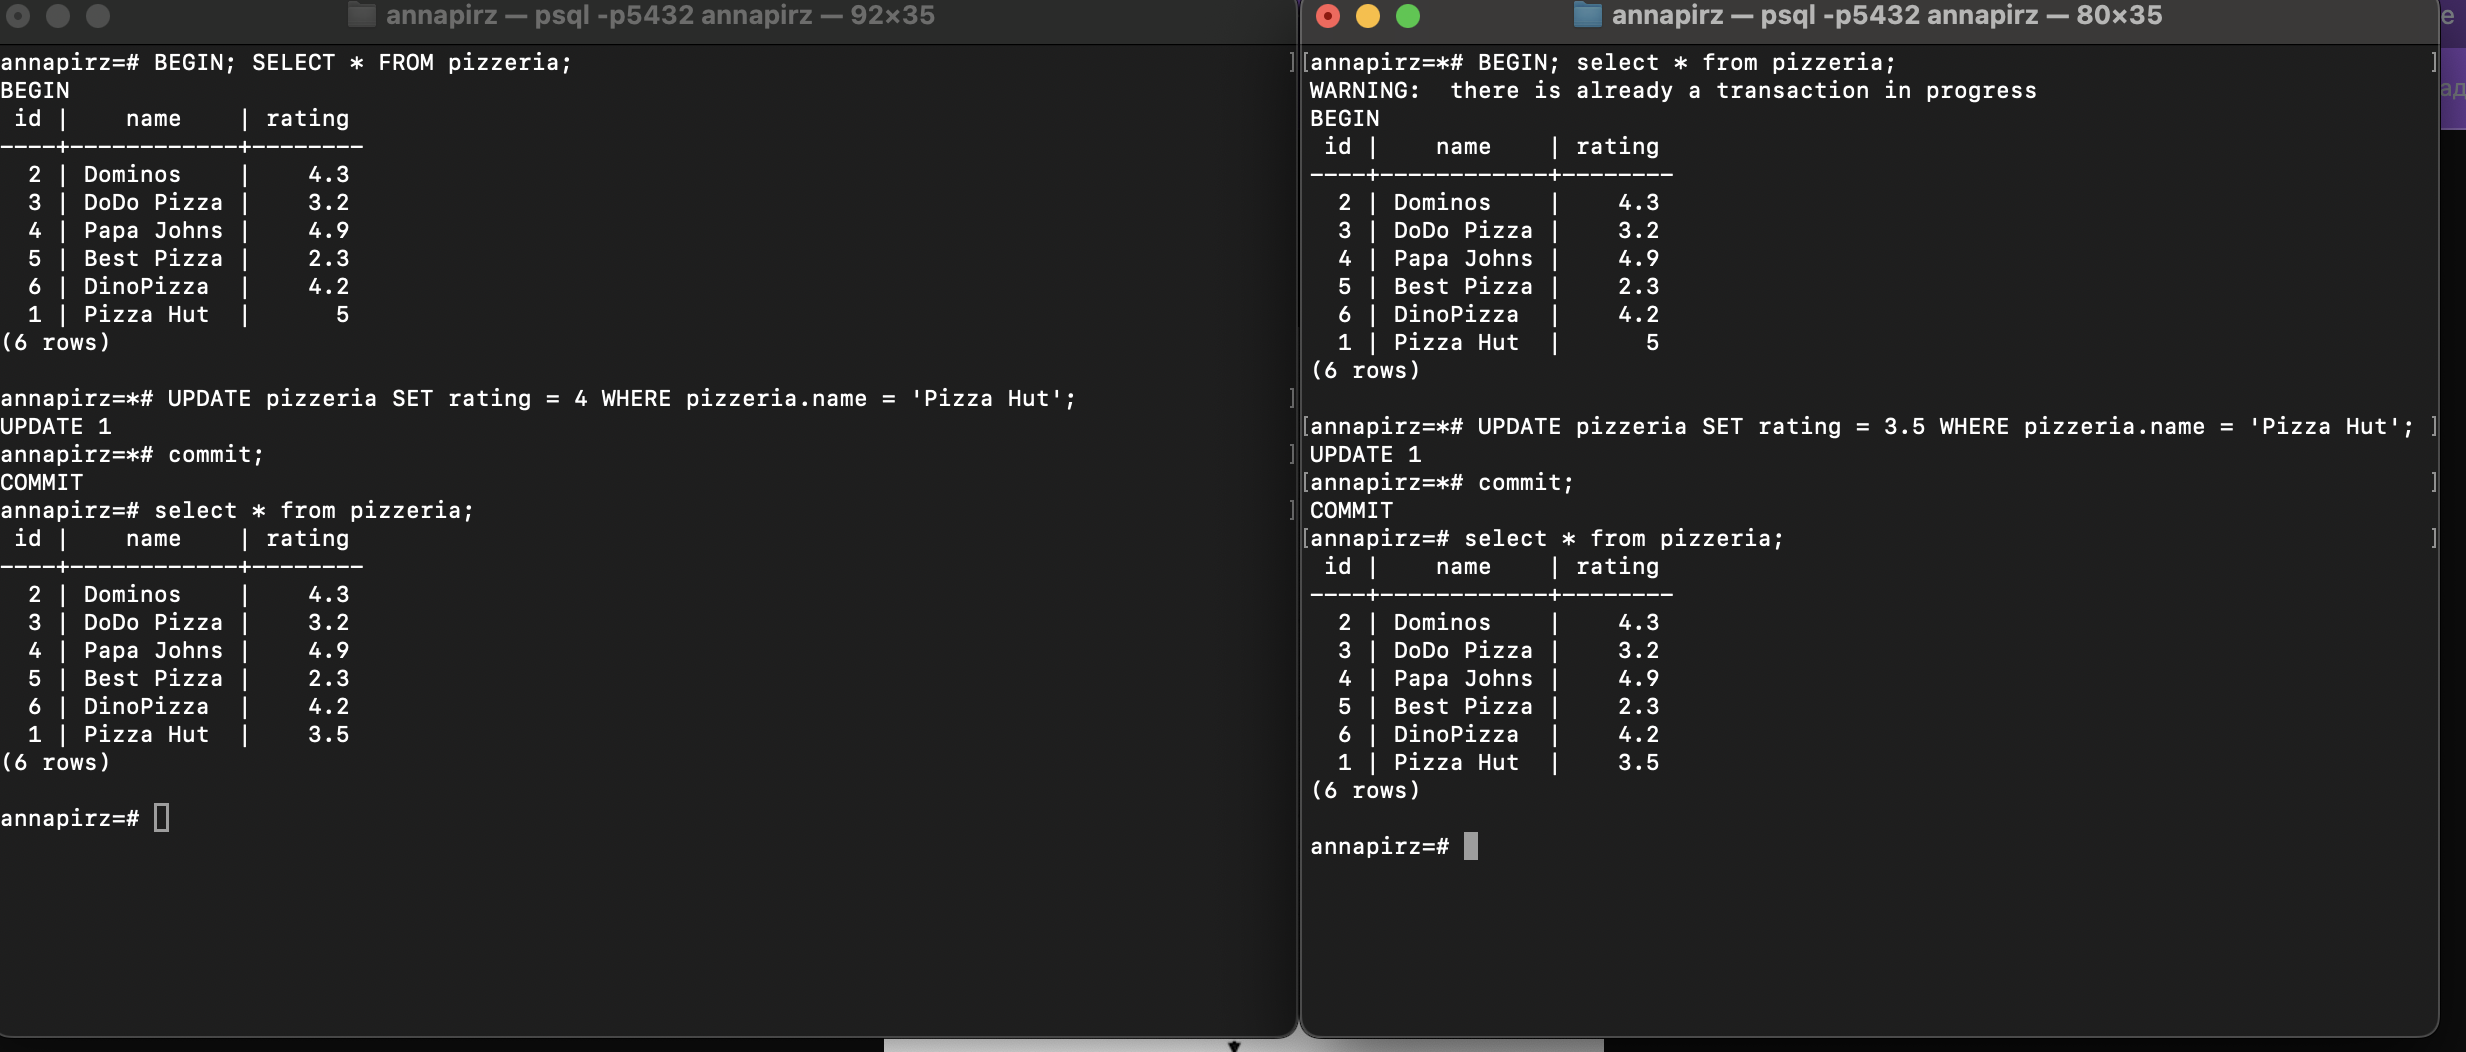 annapirz — psql -p5432 annapirz — 92×35
annapirz=# BEGIN; SELECT * FROM pizzeria;
BEGIN
 id |    name    | rating
----+------------+--------
  2 | Dominos    |    4.3
  3 | DoDo Pizza |    3.2
  4 | Papa Johns |    4.9
  5 | Best Pizza |    2.3
  6 | DinoPizza  |    4.2
  1 | Pizza Hut  |      5
(6 rows)
annapirz=*# UPDATE pizzeria SET rating = 4 WHERE pizzeria.name = 'Pizza Hut';
UPDATE 1
annapirz=*# commit;
COMMIT
annapirz=# select * from pizzeria;
 id |    name    | rating
----+------------+--------
  2 | Dominos    |    4.3
  3 | DoDo Pizza |    3.2
  4 | Papa Johns |    4.9
  5 | Best Pizza |    2.3
  6 | DinoPizza  |    4.2
  1 | Pizza Hut  |    3.5
(6 rows)
annapirz=#
annapirz — psql -p5432 annapirz — 80×35
[annapirz=*# BEGIN; select * from pizzeria; ]
WARNING:  there is already a transaction in progress
BEGIN
 id |    name    | rating
----+------------+--------
  2 | Dominos    |    4.3
  3 | DoDo Pizza |    3.2
  4 | Papa Johns |    4.9
  5 | Best Pizza |    2.3
  6 | DinoPizza  |    4.2
  1 | Pizza Hut  |      5
(6 rows)
[annapirz=*# UPDATE pizzeria SET rating = 3.5 WHERE pizzeria.name = 'Pizza Hut'; ]
UPDATE 1
[annapirz=*# commit; ]
COMMIT
[annapirz=# select * from pizzeria; ]
 id |    name    | rating
----+------------+--------
  2 | Dominos    |    4.3
  3 | DoDo Pizza |    3.2
  4 | Papa Johns |    4.9
  5 | Best Pizza |    2.3
  6 | DinoPizza  |    4.2
  1 | Pizza Hut  |    3.5
(6 rows)
annapirz=#